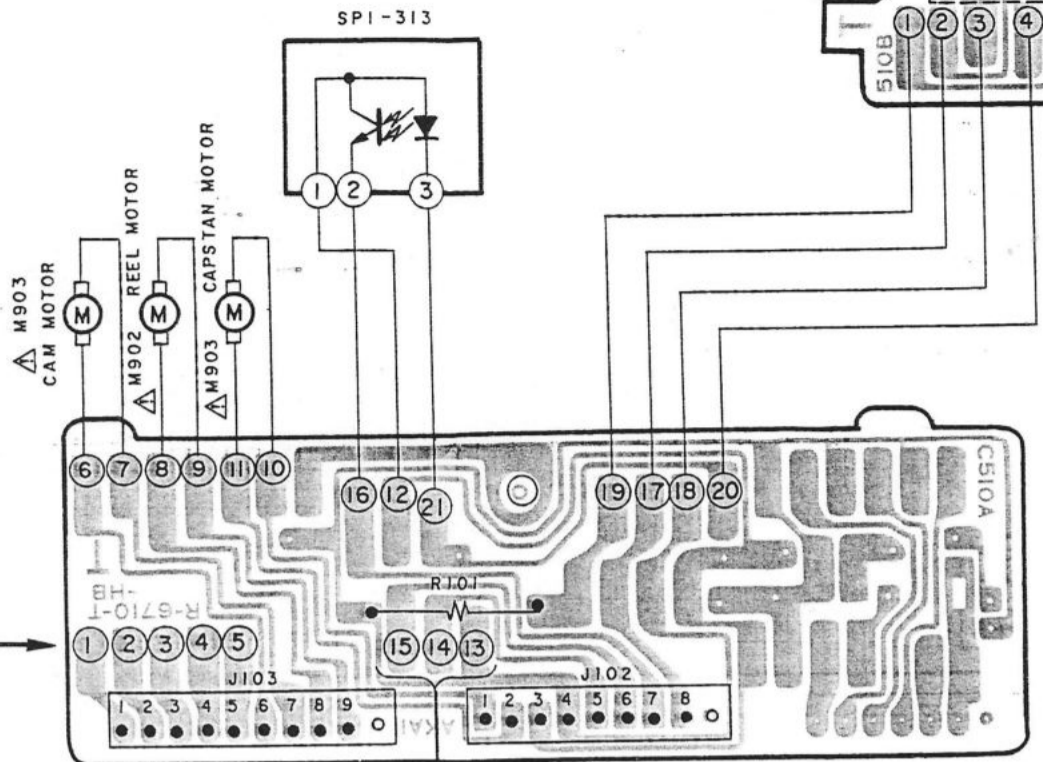 SPI-313
1 2 3
1 2 3 4
510B
⚠ M903
CAM MOTOR
M
⚠ M902
REEL MOTOR
M
⚠ M903
CAPSTAN MOTOR
M
6 7 8 9 11 10
16 12 21
19 17 18 20
C510A
R101
R-6710-T
-HB
1 2 3 4 5
15 14 13
J103
1 2 3 4 5 6 7 8 9
AKAI
J102
1 2 3 4 5 6 7 8